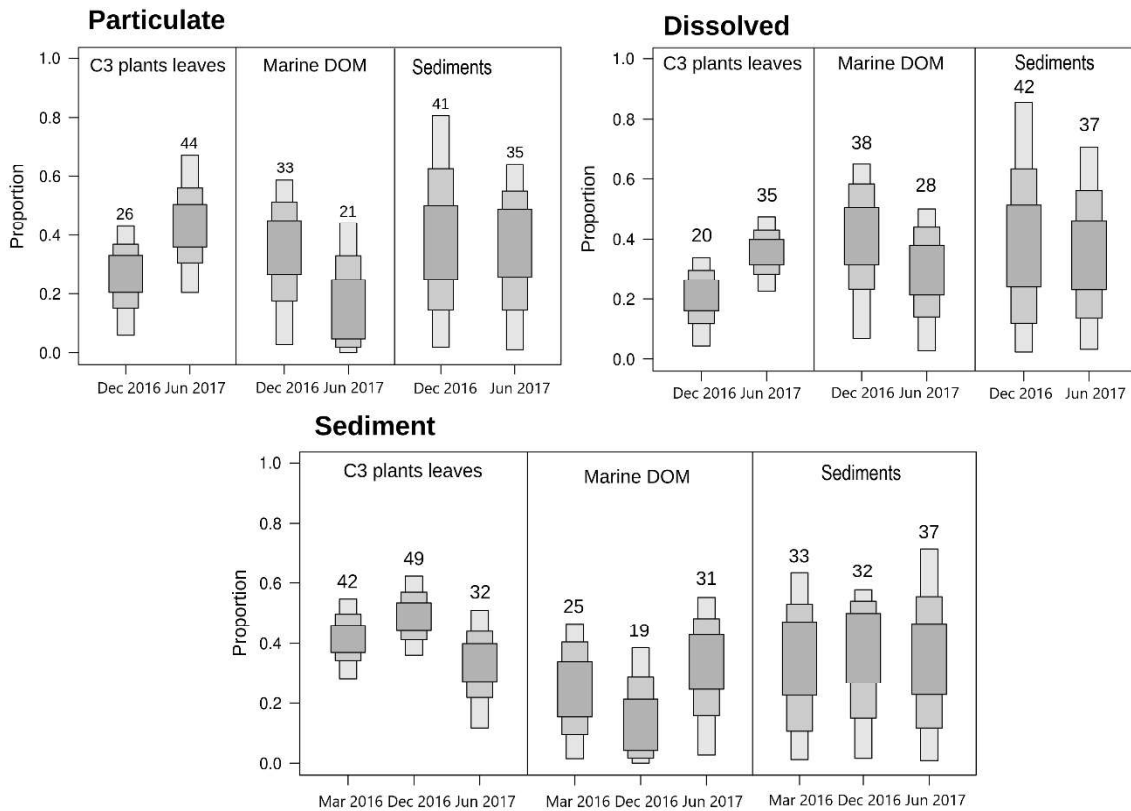 Particulate
1.0
0.8
0.6
0.4
0.2
0.0
Proportion
C3 plants leaves
Marine DOM
Sediments
26
44
33
21
41
35
Dec 2016 Jun 2017 Dec 2016 Jun 2017 Dec 2016 Jun 2017
Dissolved
1.0
0.8
0.6
0.4
0.2
0.0
Proportion
C3 plants leaves
Marine DOM
Sediments
20
35
38
28
42
37
Dec 2016 Jun 2017 Dec 2016 Jun 2017 Dec 2016 Jun 2017
Sediment
1.0
0.8
0.6
0.4
0.2
0.0
Proportion
C3 plants leaves
Marine DOM
Sediments
42
49
32
25
19
31
33
32
37
Mar 2016 Dec 2016 Jun 2017 Mar 2016 Dec 2016 Jun 2017 Mar 2016 Dec 2016 Jun 2017